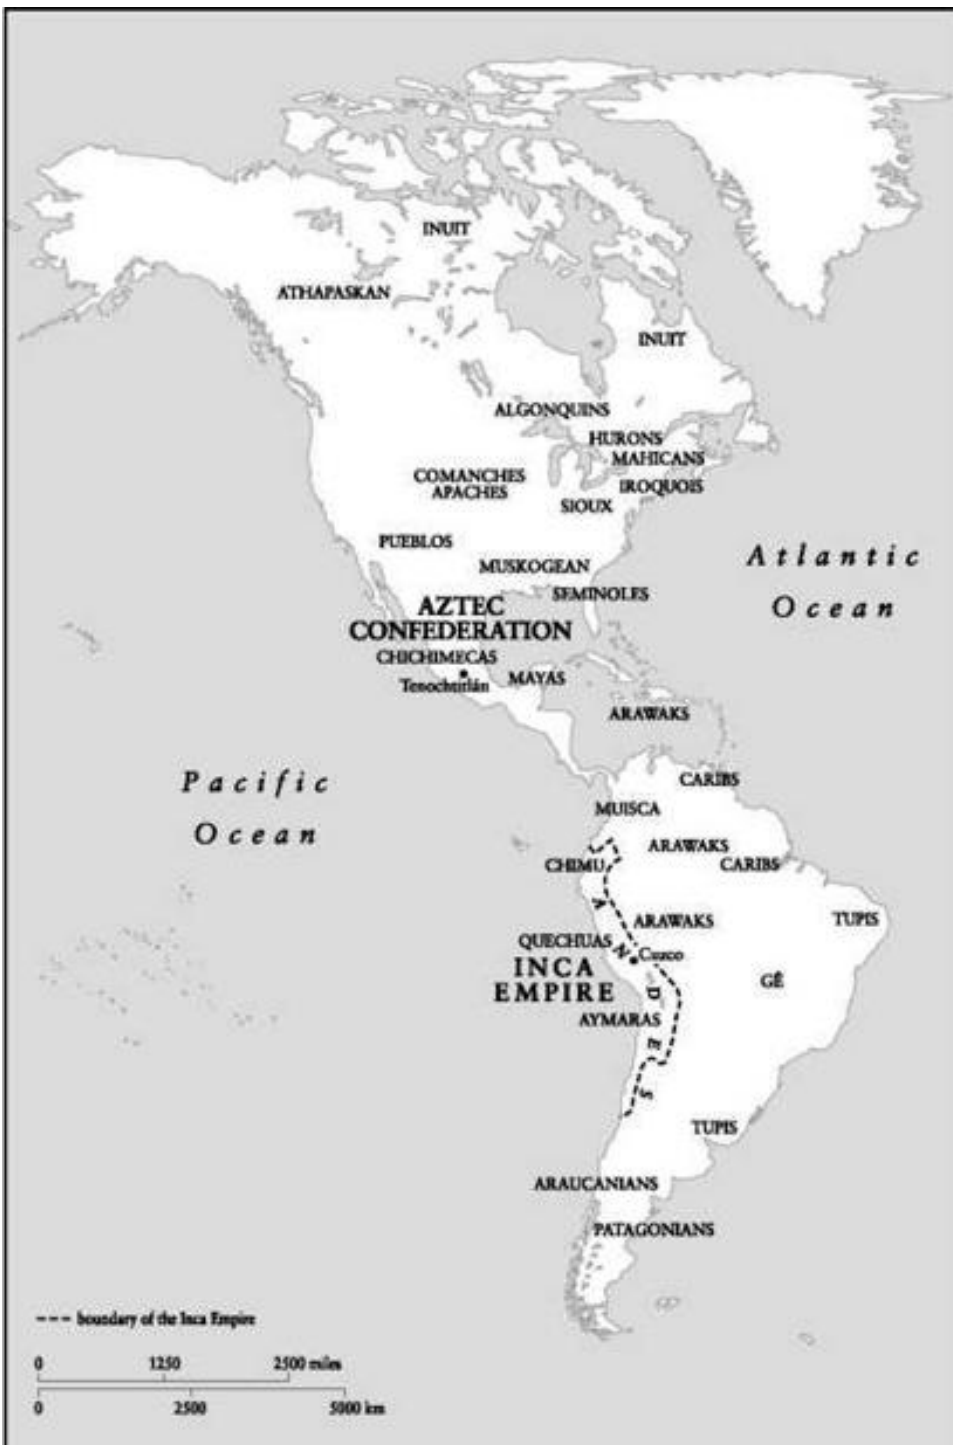 INUIT
ATHAPASKAN
INUIT
ALGONQUINS
HURONS
MAHICANS
COMANCHES
APACHES
IROQUOIS
SIOUX
PUEBLOS
MUSKOGEAN
Atlantic
Ocean
SEMINOLES
AZTEC
CONFEDERATION
CHICHIMECAS
Tenochtitlán
MAYAS
ARAWAKS
Pacific
Ocean
CARIBS
MUISCA
ARAWAKS
CHIMU
CARIBS
ARAWAKS
TUPIS
QUECHUAS
Cuzco
INCA
EMPIRE
GÊ
ANDES
AYMARAS
TUPIS
ARAUCANIANS
PATAGONIANS
boundary of the Inca Empire
0 1250 2500 miles
0 2500 5000 km